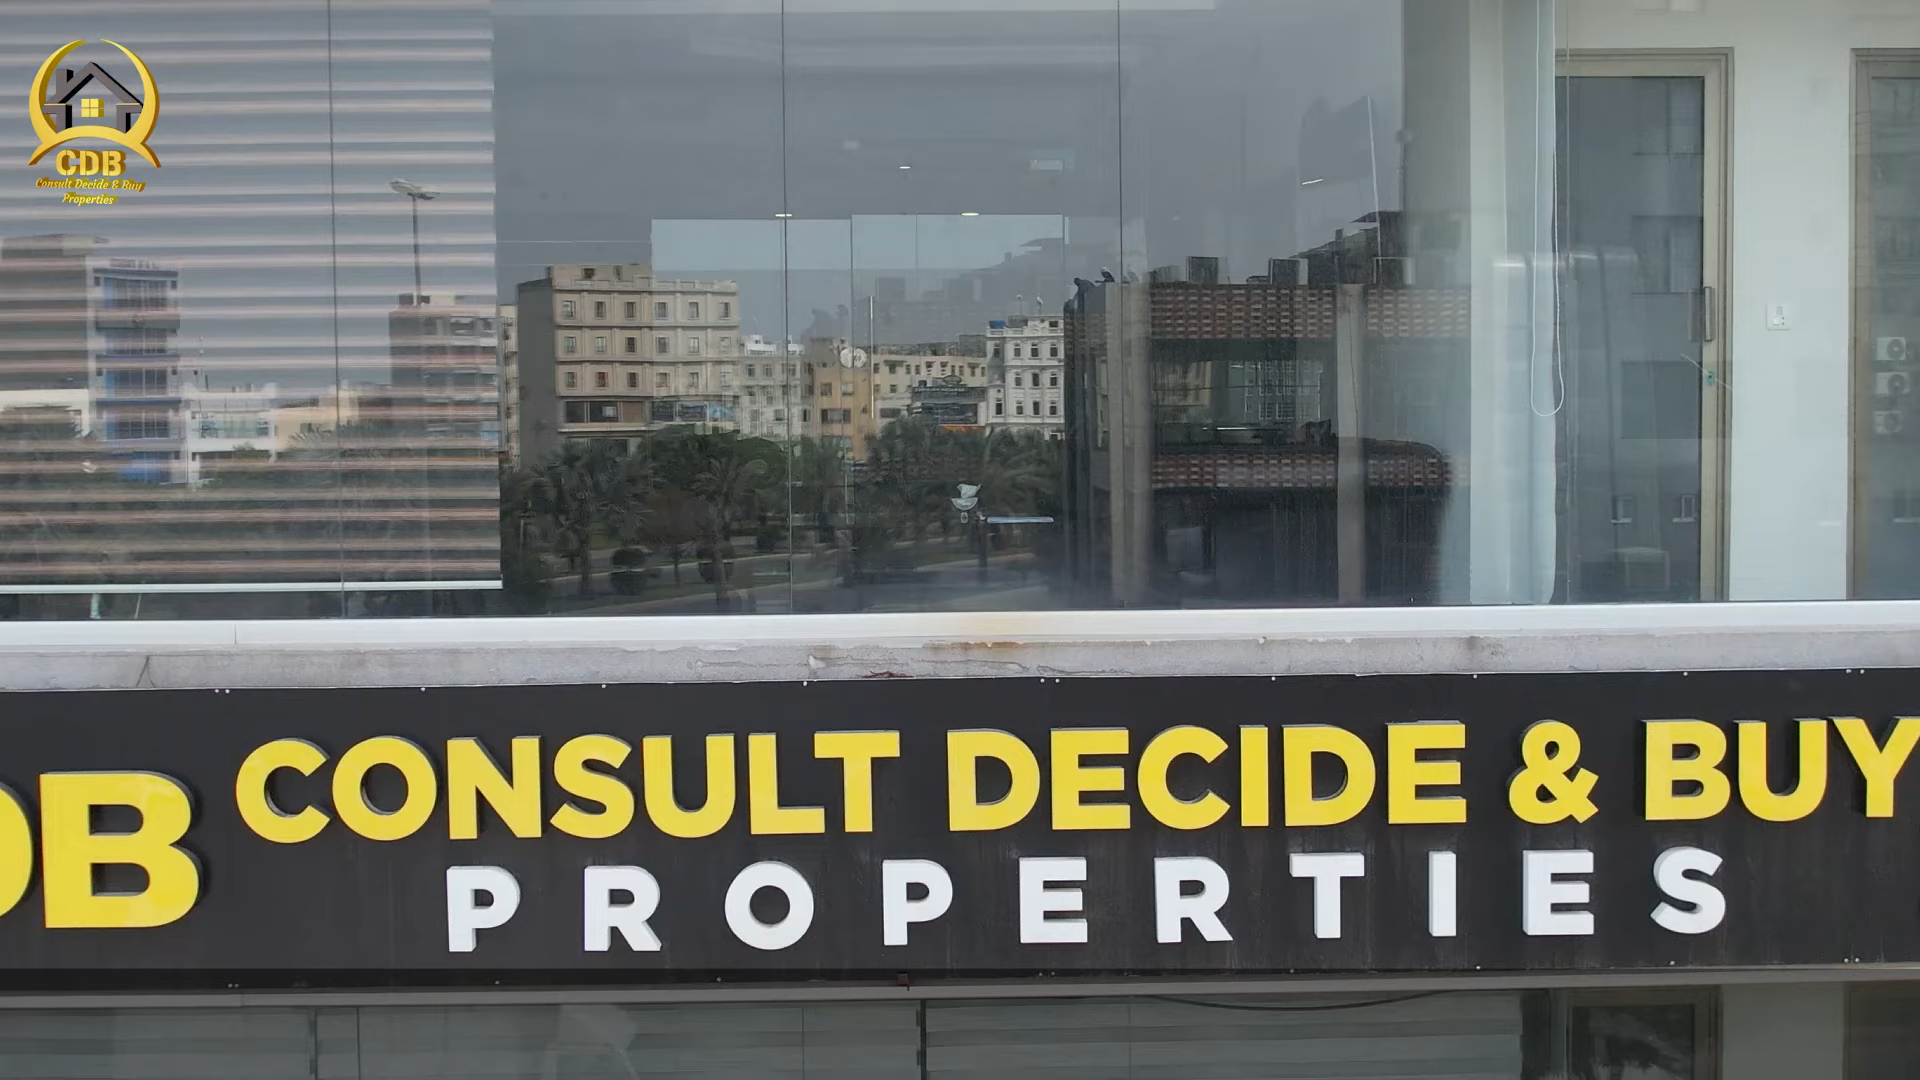 CDB
Consult Decide & Buy
Properties
DB CONSULT DECIDE & BUY
PROPERTIES